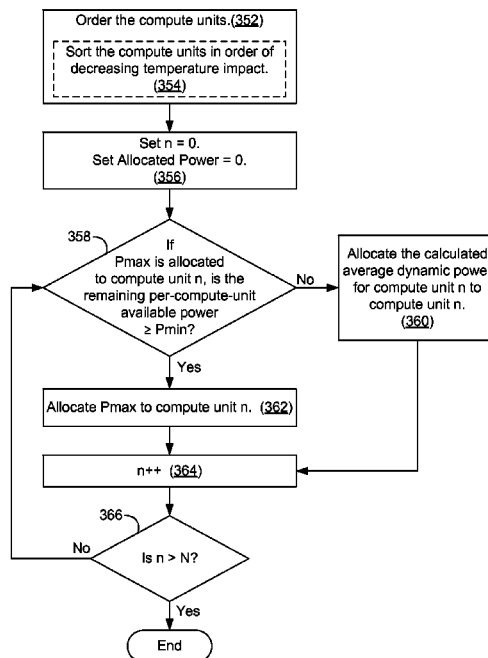 Order the compute units.(352)
Sort the compute units in order of
decreasing temperature impact.
(354)
Set n = 0.
Set Allocated Power = 0.
(356)
358
If
Pmax is allocated
to compute unit n, is the
remaining per-compute-unit
available power
≥ Pmin?
No
Allocate the calculated
average dynamic power
for compute unit n to
compute unit n.
(360)
Yes
Allocate Pmax to compute unit n. (362)
n++ (364)
366
No
Is n > N?
Yes
End